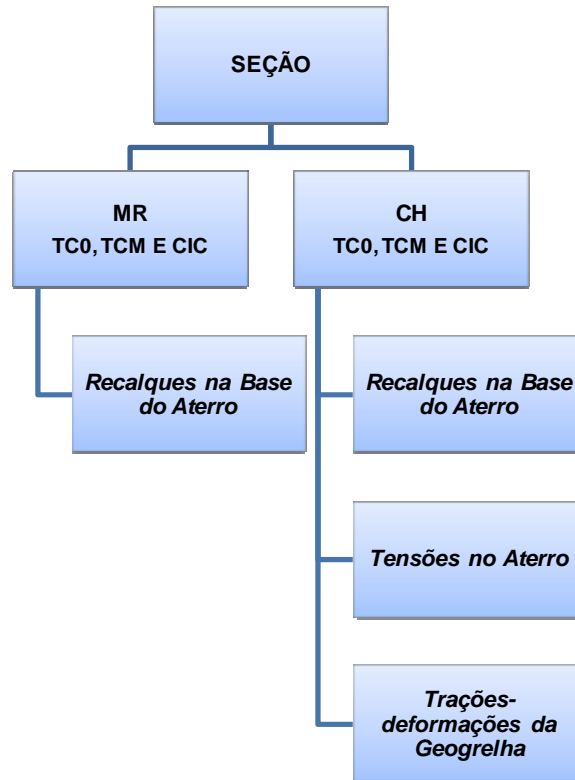 SEÇÃO
MR
TC0, TCM E CIC
CH
TC0, TCM E CIC
Recalques na Base
do Aterro
Recalques na Base
do Aterro
Tensões no Aterro
Trações-
deformações da
Geogrelha